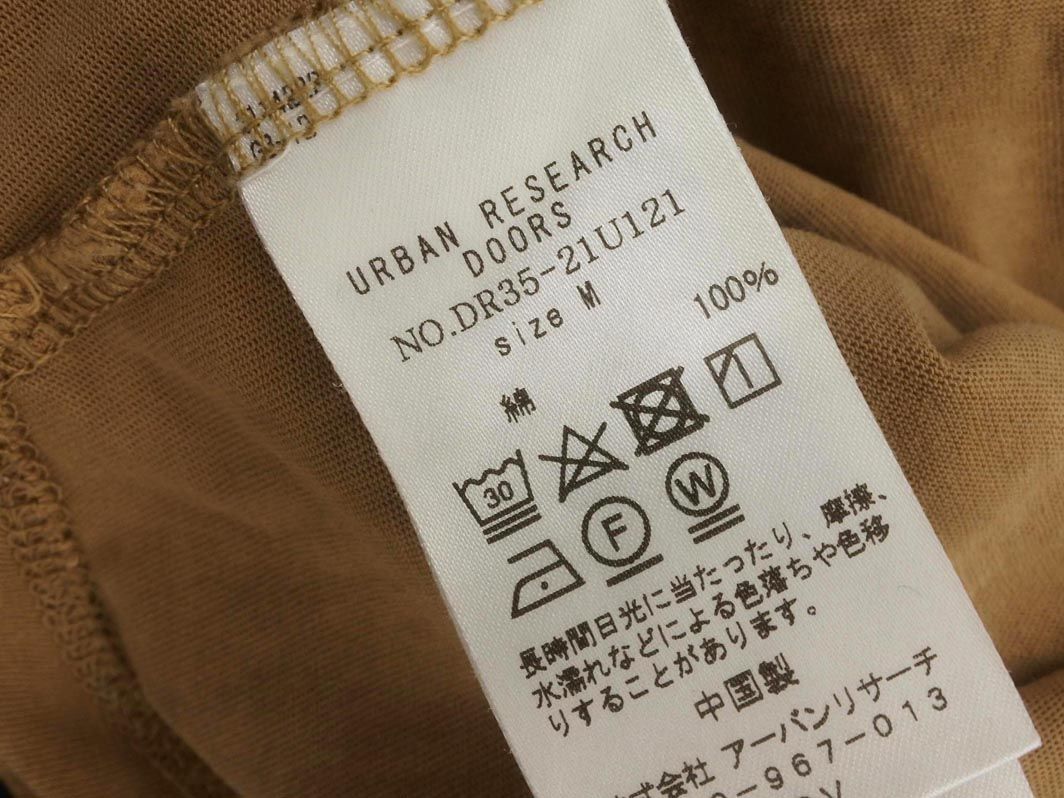 URBAN RESEARCH
DOORS
NO.DR35-21U121
size M
綿 100%
30
F W
長時間日光に当たったり、摩擦、
水濡れなどによる色落ちや色移
りすることがあります。
中国製
式会社 アーバンリサーチ
-967-013